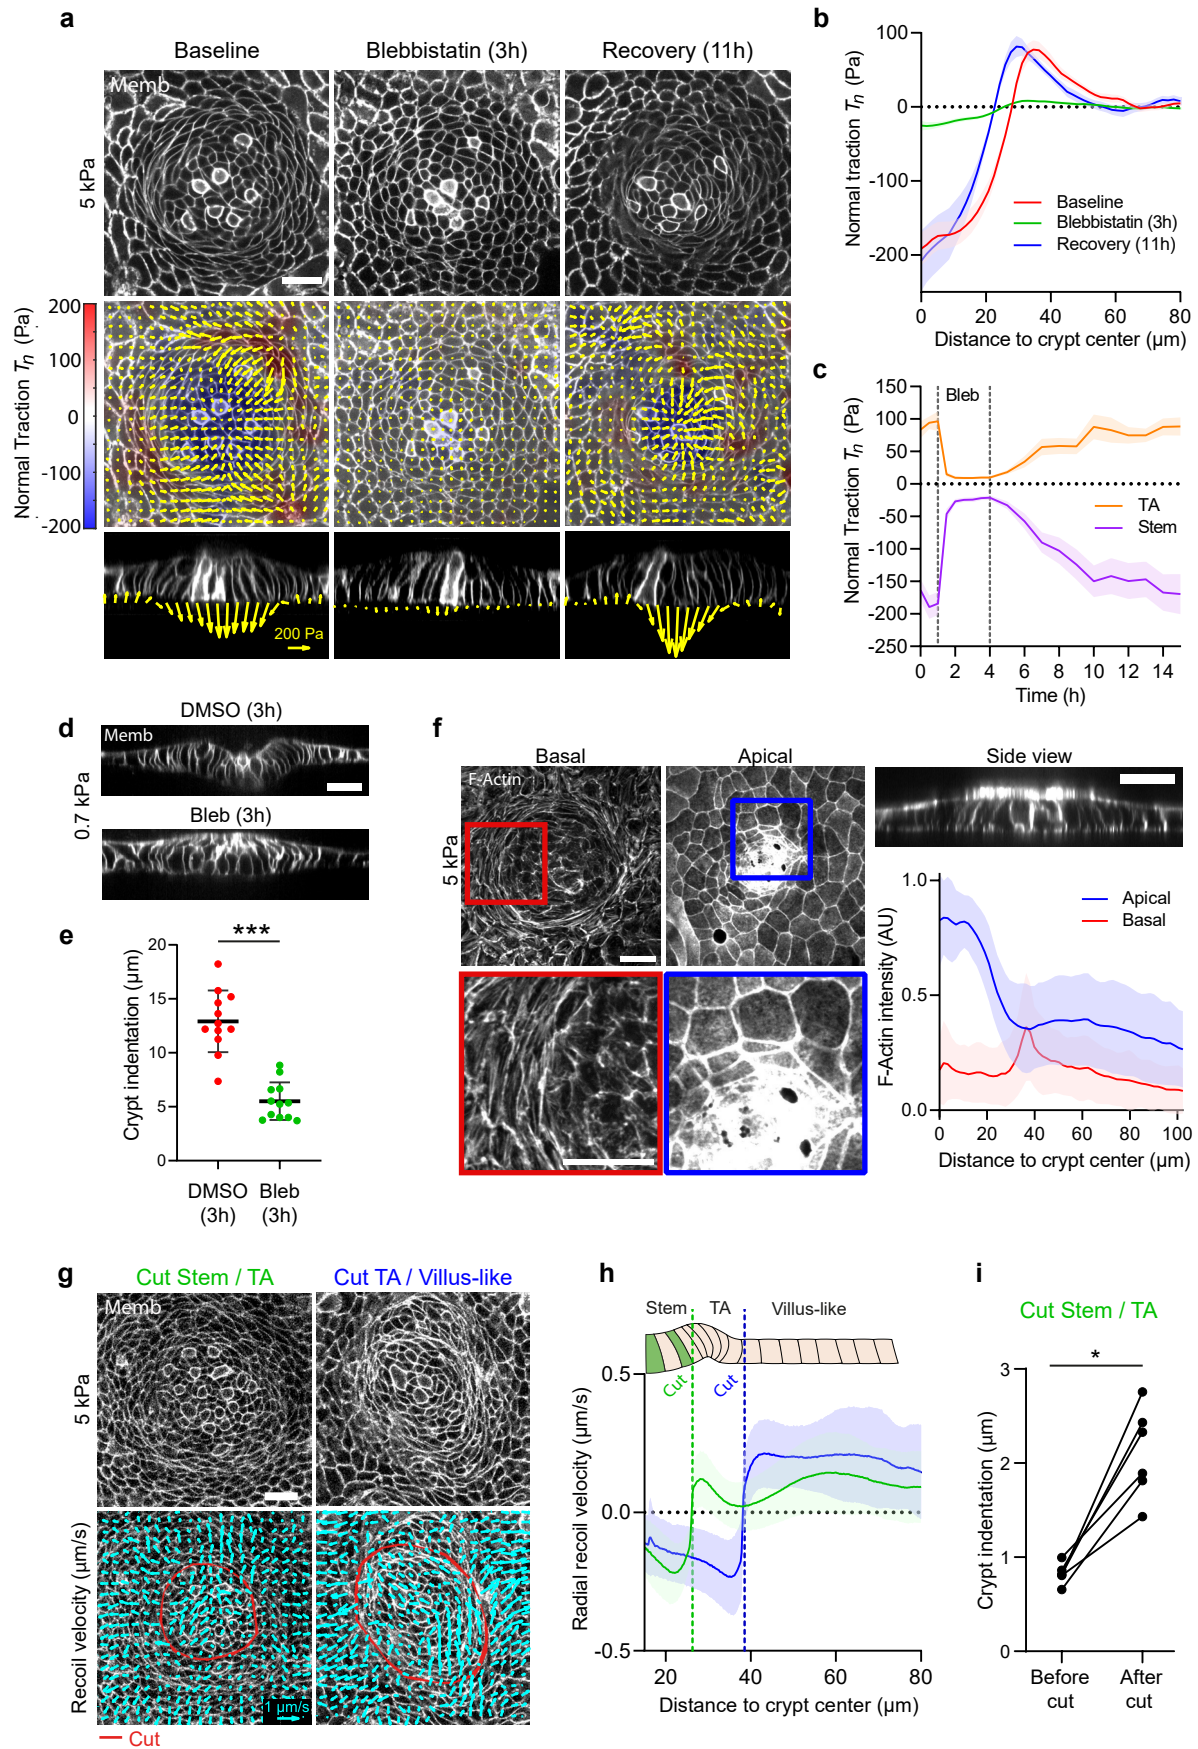 a
Baseline
Blebbistatin (3h)
Recovery (11h)
Memb
5 kPa
Normal Traction Tn (Pa)
200
100
0
-100
-200
200 Pa
b
Normal traction Tn (Pa)
100
0
-100
-200
Baseline
Blebbistatin (3h)
Recovery (11h)
0 20 40 60 80
Distance to crypt center (µm)
c
Normal Traction Tn (Pa)
150
100
50
0
-50
-100
-150
-200
-250
Bleb
TA
Stem
0 2 4 6 8 10 12 14
Time (h)
d
DMSO (3h)
Memb
0.7 kPa
Bleb (3h)
e
Crypt indentation (µm)
20
15
10
5
0
***
DMSO (3h)
Bleb (3h)
f
Basal
Apical
Side view
F-Actin
5 kPa
F-Actin intensity (AU)
1.0
0.5
0.0
Apical
Basal
0 20 40 60 80 100
Distance to crypt center (µm)
g
Cut Stem / TA
Cut TA / Villus-like
Memb
5 kPa
Recoil velocity (µm/s)
1 µm/s
Cut
h
Stem TA Villus-like
Cut
Cut
Radial recoil velocity (µm/s)
0.5
0.0
-0.5
20 40 60 80
Distance to crypt center (µm)
i
Cut Stem / TA
*
Crypt indentation (µm)
3
2
1
0
Before cut
After cut